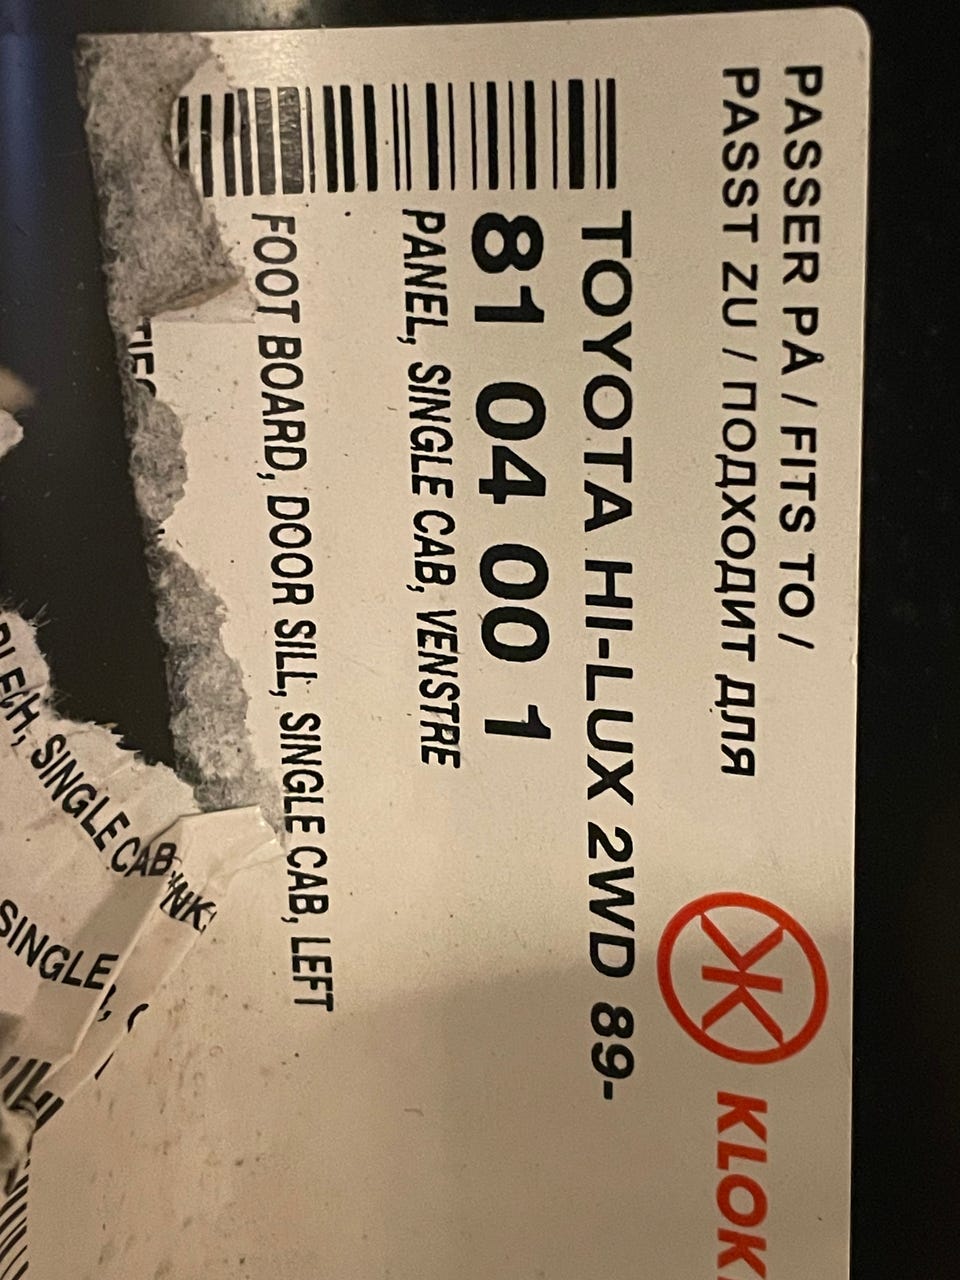 PASSER PÅ / FITS TO /
PASST ZU / ПОДХОДИТ ДЛЯ
TOYOTA HI-LUX 2WD 89-
81 04 00 1
PANEL, SINGLE CAB, VENSTRE
FOOT BOARD, DOOR SILL, SINGLE CAB, LEFT
SINGLE CAB,
SINGLE